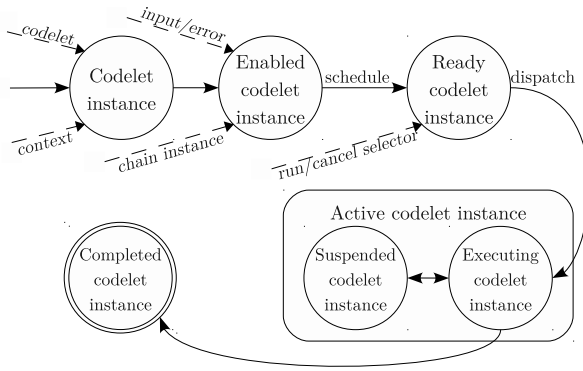 codelet
input/error
Codelet
instance
Enabled
codelet
instance
schedule
Ready
codelet
instance
dispatch
context
chain instance
run/cancel selector
Active codelet instance
Completed
codelet
instance
Suspended
codelet
instance
Executing
codelet
instance